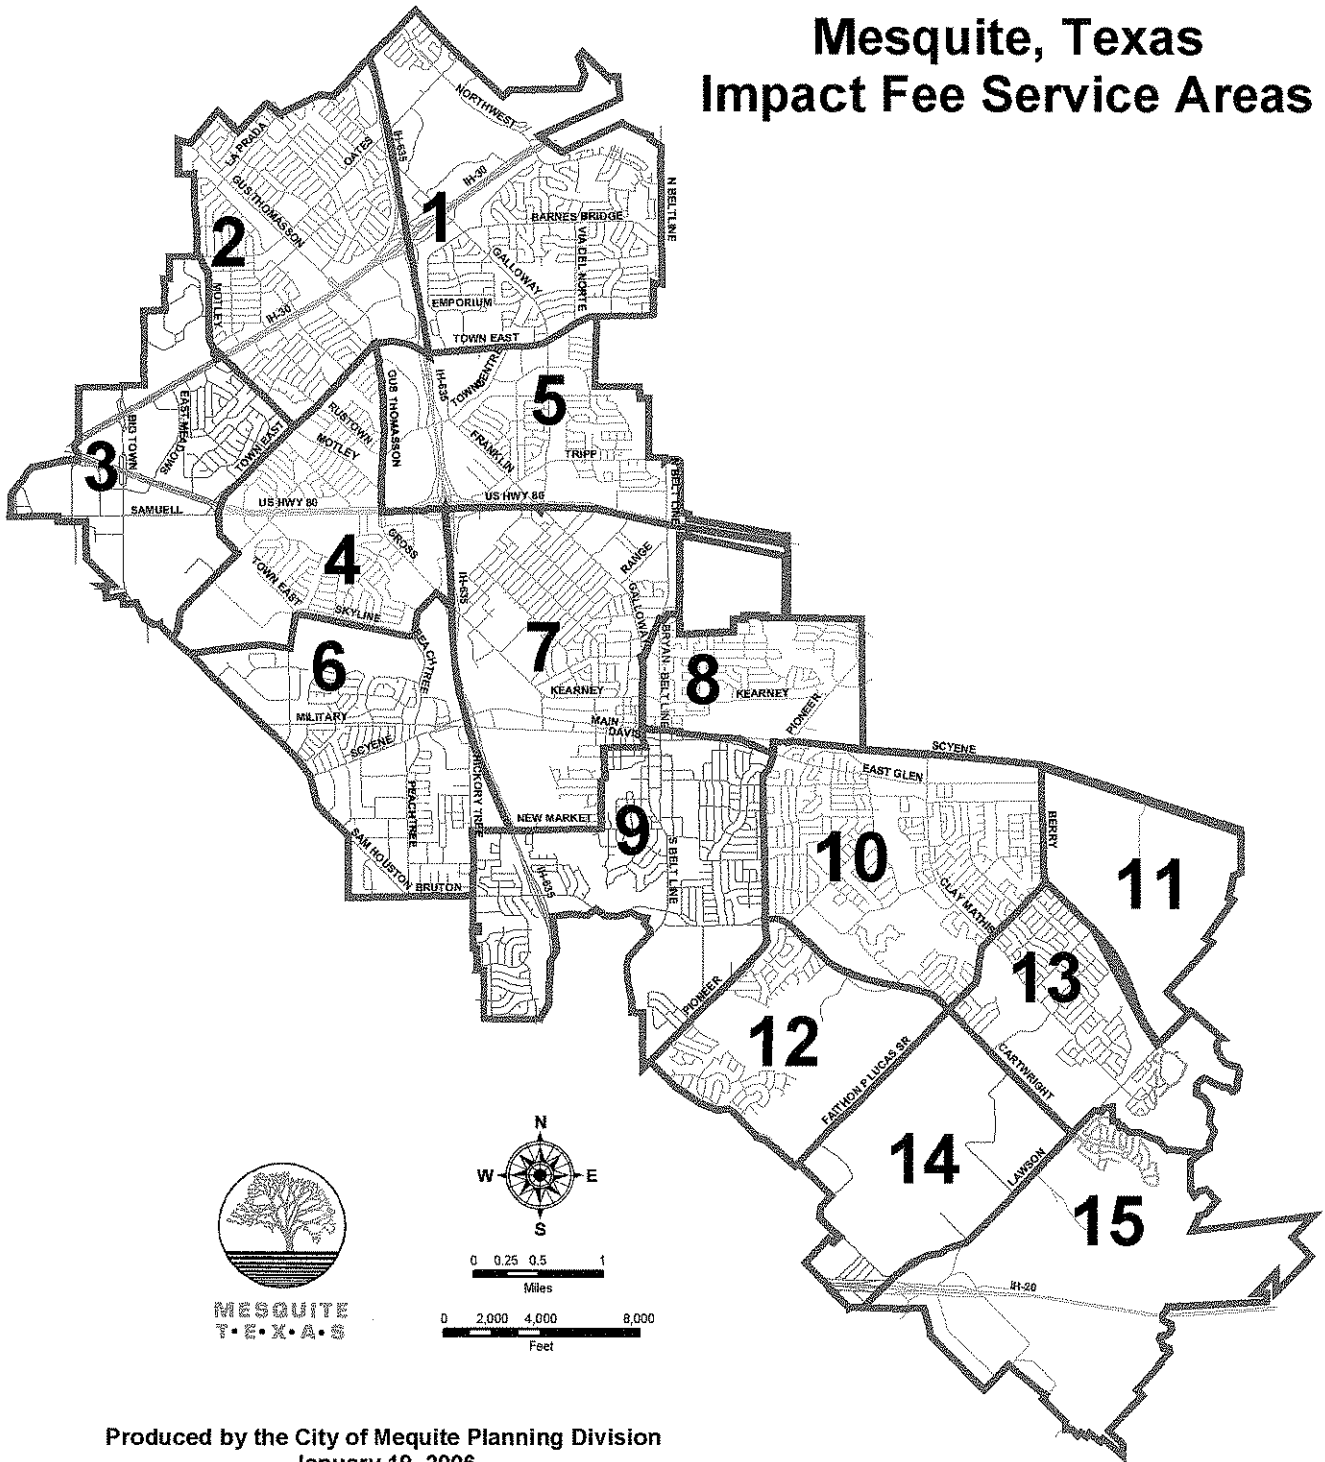 Mesquite, Texas
Impact Fee Service Areas
NORTHWEST
LA PRADA
OATES
IH-635
IH-30
GUS THOMASSON
1
N BELTLINE
BARNES BRIDGE
VIA DEL NORTE
2
GALLOWAY
MOTLEY
IH-30
EMPORIUM
TOWN EAST
TOWN CENTRE
IH-635
GUS THOMASSON
5
EAST MEADOWS
RUSTOWN
MOTLEY
BIG TOWN
TOWN EAST
FRANKLIN
TRIPP
3
N BELT LINE
SAMUELL
US HWY 80
US HWY 80
GROSS
RANGE
4
TOWN EAST
IH-635
GALLOWAY
SKYLINE
BEACHTREE
7
BRYAN-BELT LINE
6
8
KEARNEY
KEARNEY
PIONEER
MILITARY
MAIN
DAVIS
SCYENE
SCYENE
HICKORY TREE
PEACHTREE
EAST GLEN
NEW MARKET
9
BERRY
S BELT LINE
10
11
SAM HOUSTON
BRUTON
IH-635
CLAY MATHIS
13
PIONEER
12
CARTWRIGHT
FAITHON P LUCAS SR
14
LAWSON
15
IH-20
N
W E
S
0 0.25 0.5 1
Miles
0 2,000 4,000 8,000
Feet
MESQUITE
T•E•X•A•S
Produced by the City of Mequite Planning Division
January 19, 2006